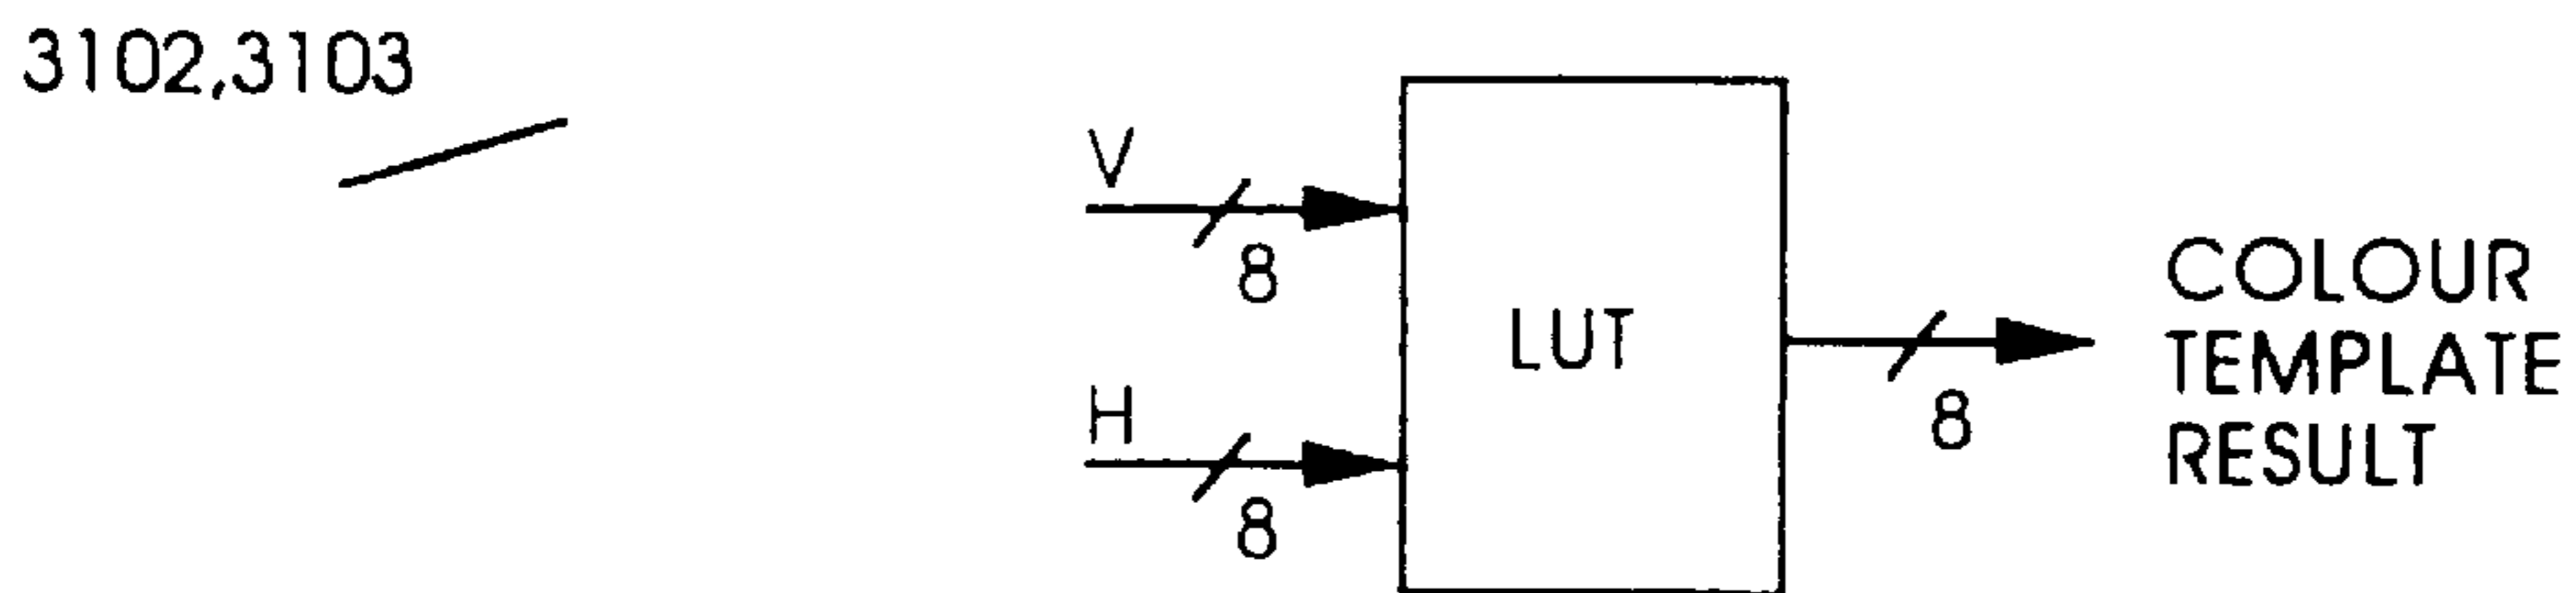 3102,3103
V
8
H
8
LUT
8
COLOUR
TEMPLATE
RESULT